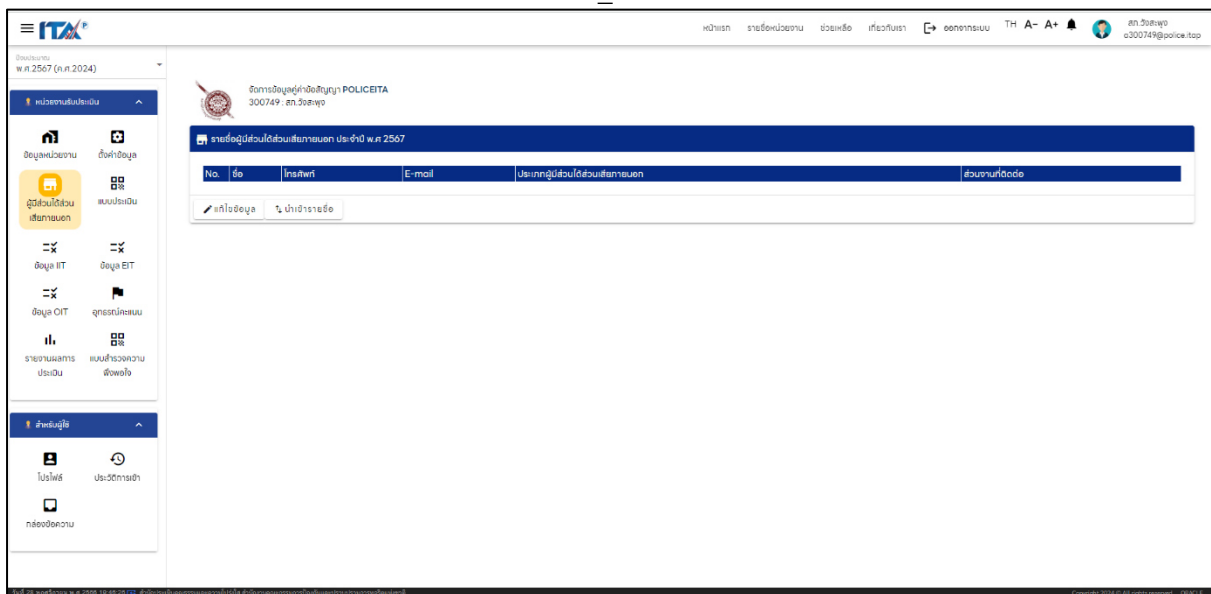 ITA P
หน้าแรก รายชื่อหน่วยงาน ช่วยเหลือ เกี่ยวกับเรา ออกจากระบบ TH A- A+
สภ.วังสะพุง
o300749@police.itap
ปีงบประมาณ
พ.ศ.2567 (ค.ศ.2024)
หน่วยงานรับประเมิน
ข้อมูลหน่วยงาน
ตั้งค่าข้อมูล
ผู้มีส่วนได้ส่วน
เสียภายนอก
แบบประเมิน
ข้อมูล IIT
ข้อมูล EIT
ข้อมูล OIT
อุทธรณ์คะแนน
รายงานผลการ
ประเมิน
แบบสำรวจความ
พึงพอใจ
สำหรับผู้ใช้
โปรไฟล์
ประวัติการเข้า
กล่องข้อความ
จัดการข้อมูลคู่ค่าข้อสัญญา POLICEITA
300749 : สภ.วังสะพุง
รายชื่อผู้มีส่วนได้ส่วนเสียภายนอก ประจำปี พ.ศ 2567
No. ชื่อ โทรศัพท์ E-mail ประเภทผู้มีส่วนได้ส่วนเสียภายนอก ส่วนงานที่ติดต่อ
แก้ไขข้อมูล นำเข้ารายชื่อ